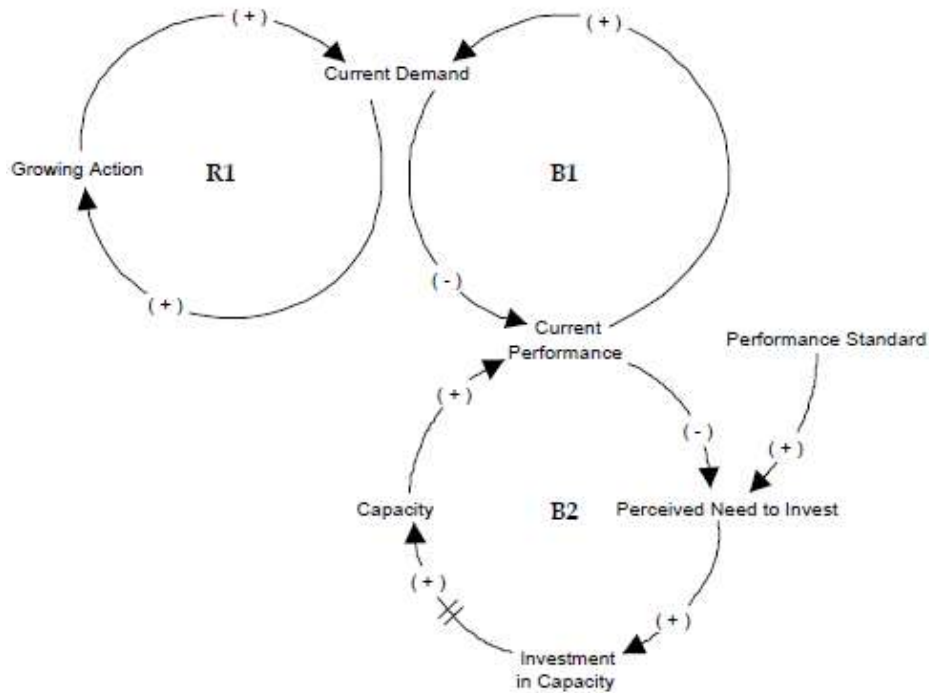 ( + )
( + )
Current Demand
Growing Action
R1
B1
( - )
( + )
Current
Performance
Performance Standard
( + )
( - )
( + )
Capacity
B2
Perceived Need to Invest
( + )
( + )
Investment
in Capacity